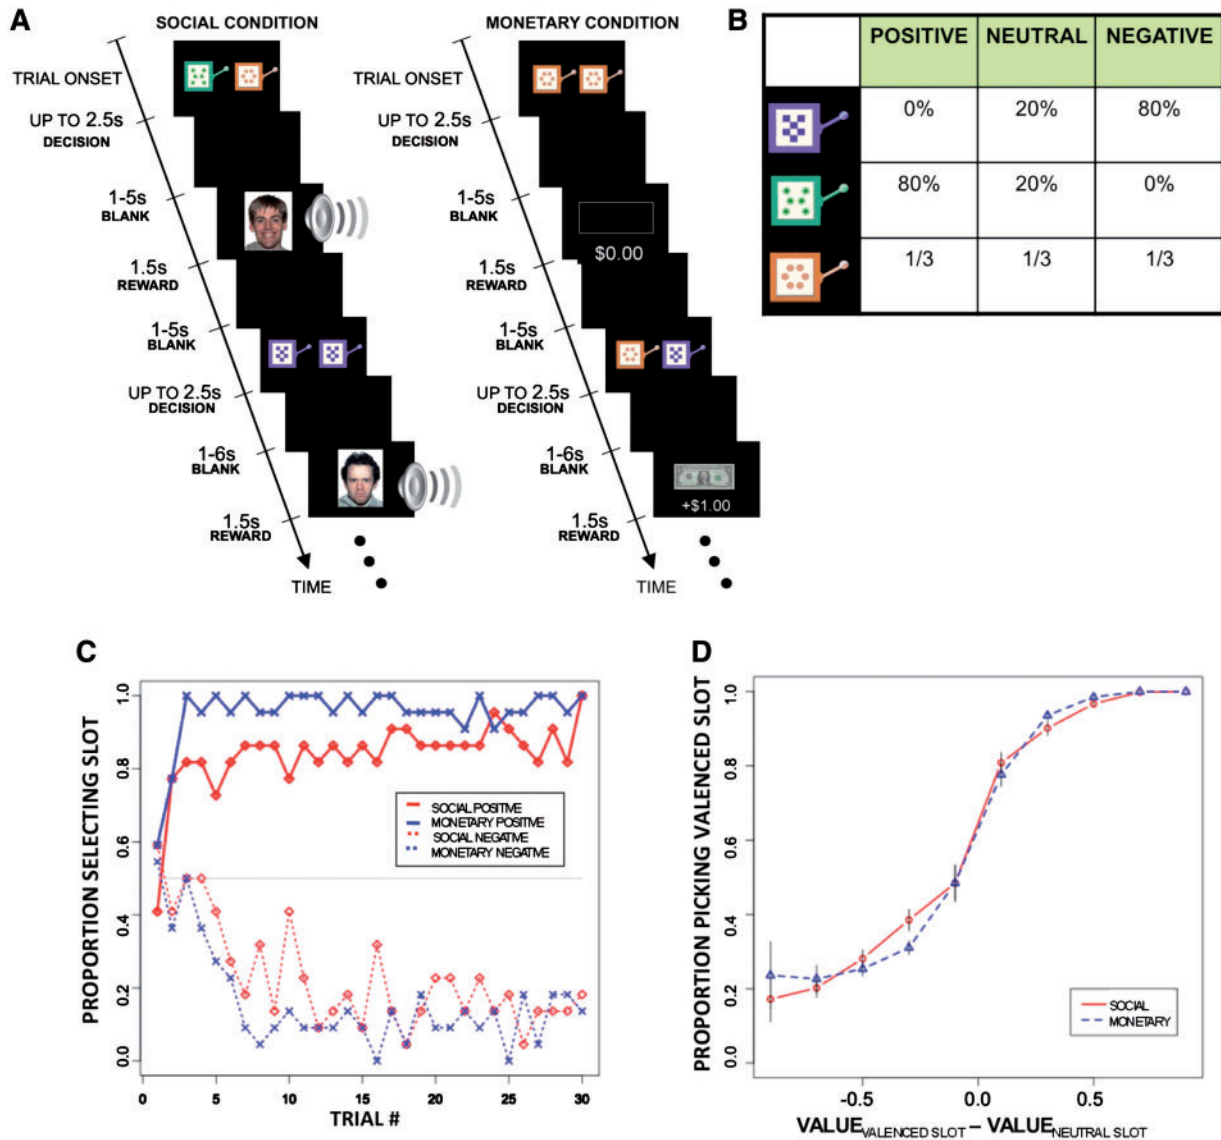 A
SOCIAL CONDITION
TRIAL ONSET
UP TO 2.5s
DECISION
1-5s
BLANK
1.5s
REWARD
1-5s
BLANK
UP TO 2.5s
DECISION
1-6s
BLANK
1.5s
REWARD
TIME
MONETARY CONDITION
TRIAL ONSET
UP TO 2.5s
DECISION
1-5s
BLANK
$0.00
1.5s
REWARD
1-5s
BLANK
UP TO 2.5s
DECISION
1-6s
BLANK
+$1.00
1.5s
REWARD
TIME
B
POSITIVE NEUTRAL NEGATIVE
0% 20% 80%
80% 20% 0%
1/3 1/3 1/3
C
PROPORTION SELECTING SLOT
1.0
0.8
0.6
0.4
0.2
0.0
SOCIAL POSITIVE
MONETARY POSITIVE
SOCIAL NEGATIVE
MONETARY NEGATIVE
0 5 10 15 20 25 30
TRIAL #
D
PROPORTION PICKING VALENCED SLOT
1.0
0.8
0.6
0.4
0.2
0.0
SOCIAL
MONETARY
-0.5 0.0 0.5
VALUE VALENCED SLOT – VALUE NEUTRAL SLOT